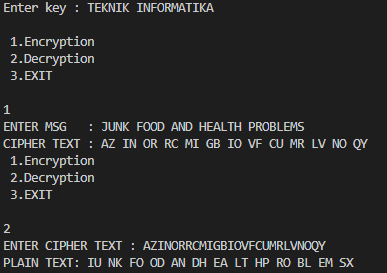 Enter key : TEKNIK INFORMATIKA
1.Encryption
2.Decryption
3.EXIT
1
ENTER MSG   : JUNK FOOD AND HEALTH PROBLEMS
CIPHER TEXT : AZ IN OR RC MI GB IO VF CU MR LV NO QY
1.Encryption
2.Decryption
3.EXIT
2
ENTER CIPHER TEXT : AZINORRCMIGBIOVFCUMRLVNOQY
PLAIN TEXT: IU NK FO OD AN DH EA LT HP RO BL EM SX